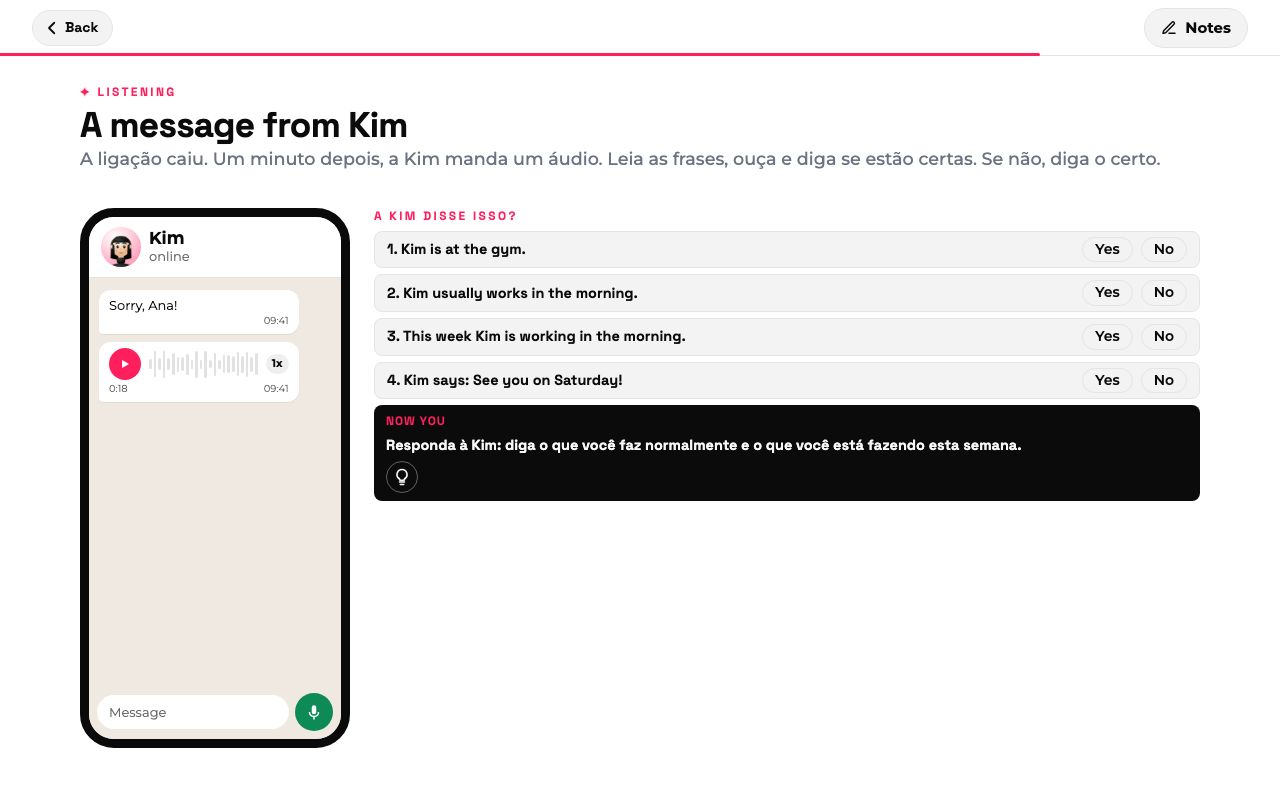 Back
Notes
LISTENING
A message from Kim
A ligação caiu. Um minuto depois, a Kim manda um áudio. Leia as frases, ouça e diga se estão certas. Se não, diga o certo.
Kim
online
Sorry, Ana!
09:41
1x
0:18
09:41
Message
A KIM DISSE ISSO?
1. Kim is at the gym.
Yes
No
2. Kim usually works in the morning.
Yes
No
3. This week Kim is working in the morning.
Yes
No
4. Kim says: See you on Saturday!
Yes
No
NOW YOU
Responda à Kim: diga o que você faz normalmente e o que você está fazendo esta semana.